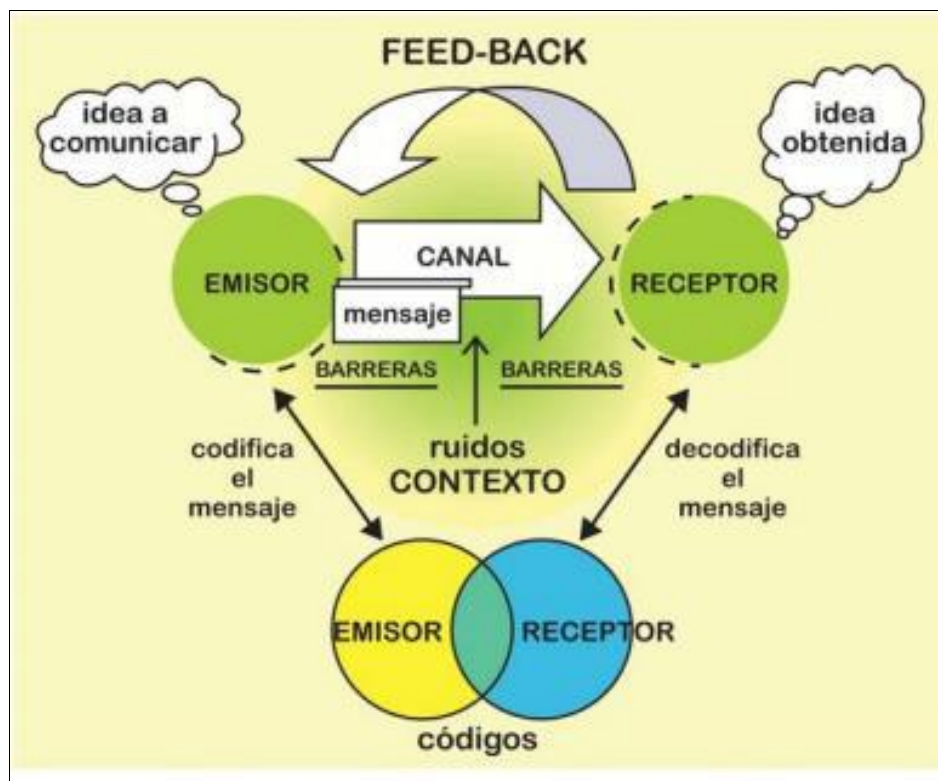 FEED-BACK
idea a
comunicar
idea
obtenida
EMISOR
CANAL
RECEPTOR
mensaje
BARRERAS
BARRERAS
ruidos
CONTEXTO
codifica
el
mensaje
decodifica
el
mensaje
EMISOR
RECEPTOR
códigos